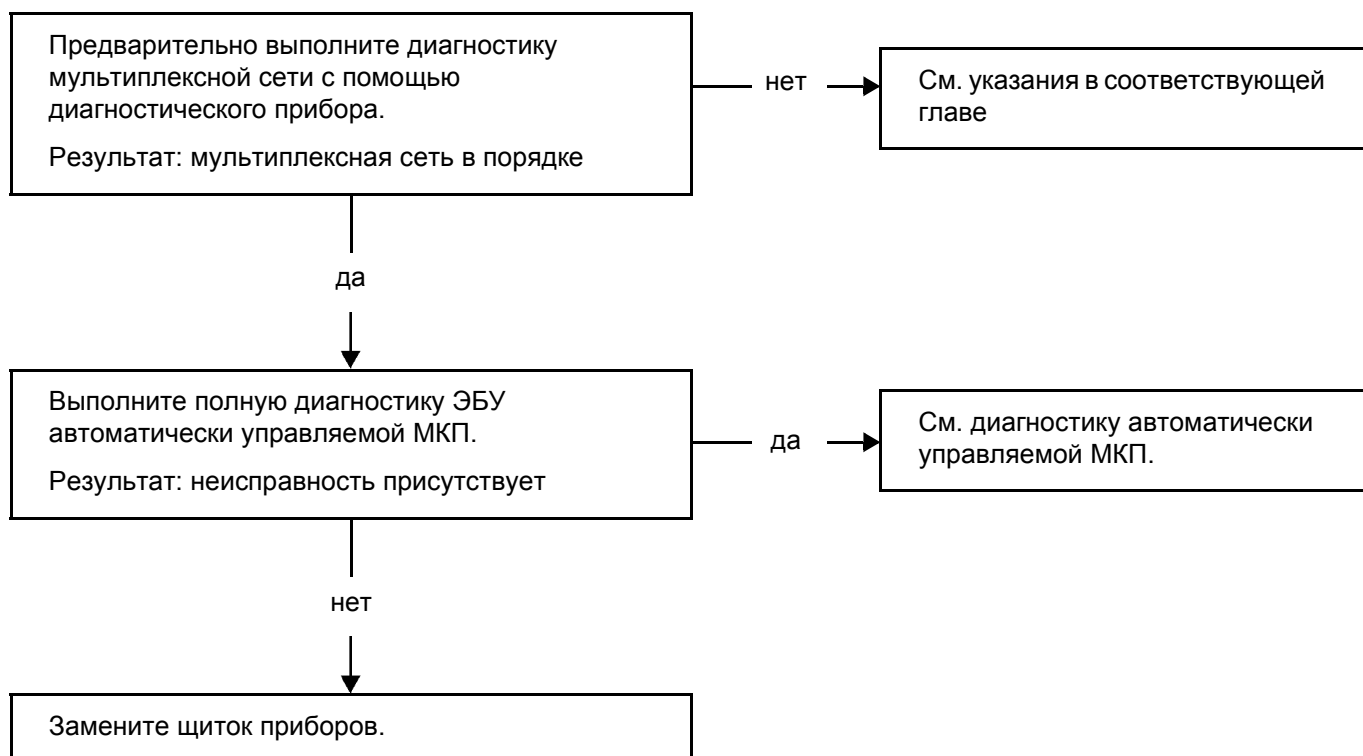 Предварительно выполните диагностику
мультиплексной сети с помощью
диагностического прибора.
Результат: мультиплексная сеть в порядке
нет
См. указания в соответствующей
главе
да
Выполните полную диагностику ЭБУ
автоматически управляемой МКП.
Результат: неисправность присутствует
да
См. диагностику автоматически
управляемой МКП.
нет
Замените щиток приборов.